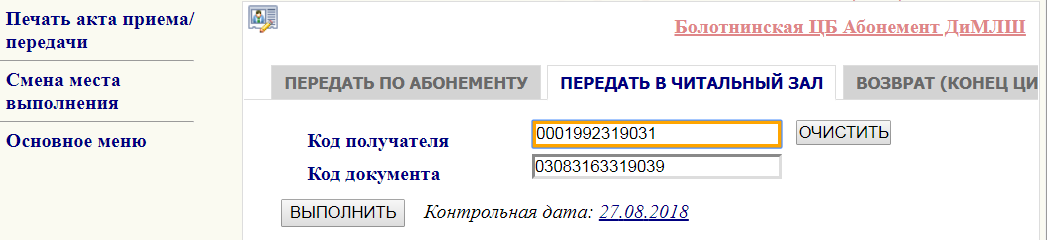 Печать акта приема/
передачи
Смена места
выполнения
Основное меню
Болотнинская ЦБ Абонемент ДиМЛШ
ПЕРЕДАТЬ ПО АБОНЕМЕНТУ ПЕРЕДАТЬ В ЧИТАЛЬНЫЙ ЗАЛ ВОЗВРАТ (КОНЕЦ ЦИ
Код получателя 0001992319031 ОЧИСТИТЬ
Код документа 03083163319039
ВЫПОЛНИТЬ Контрольная дата: 27.08.2018